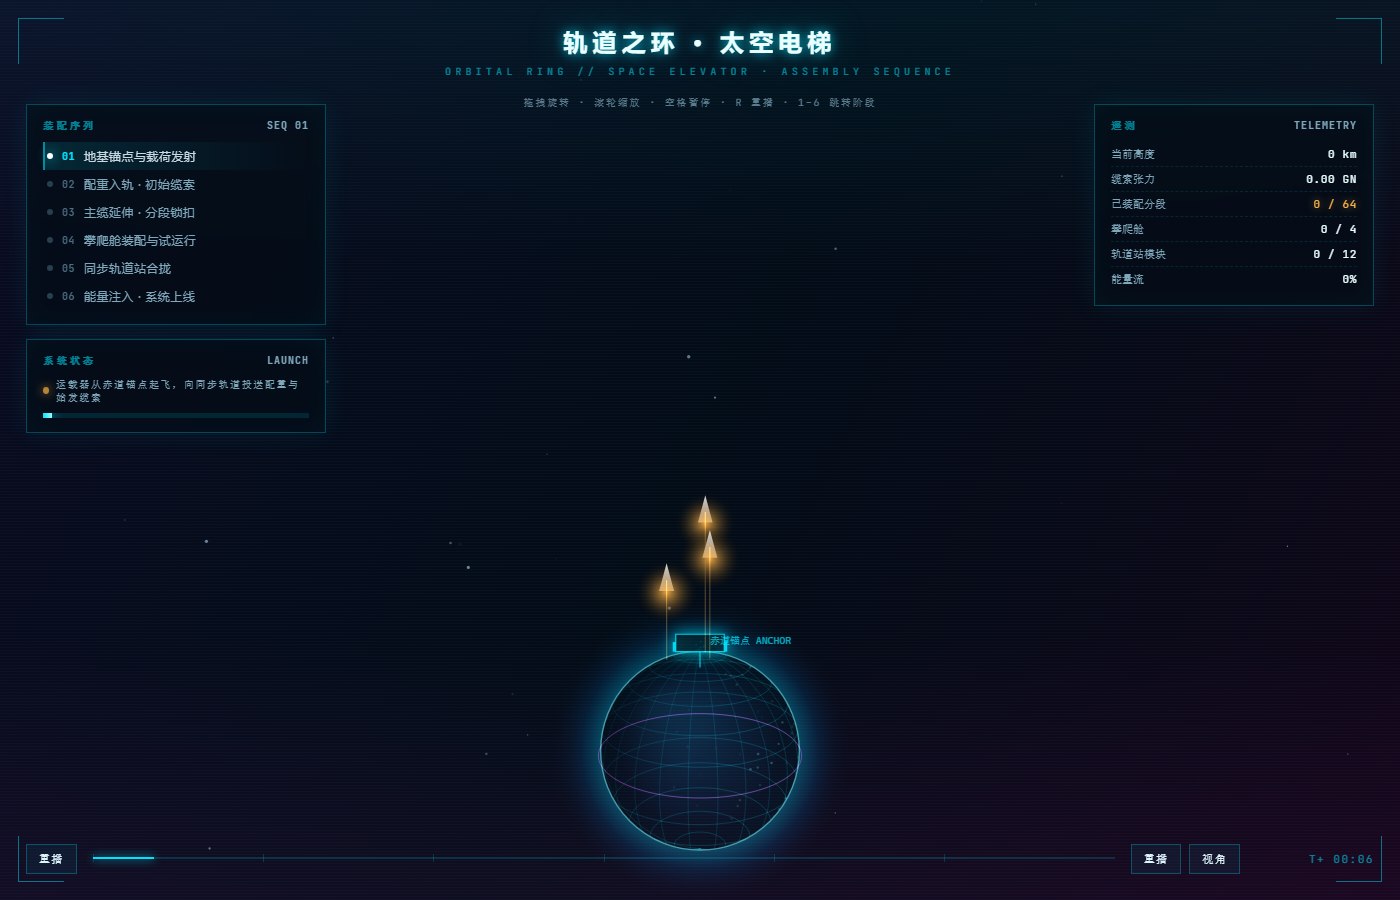 轨道之环 · 太空电梯
ORBITAL RING // SPACE ELEVATOR · ASSEMBLY SEQUENCE
拖拽旋转 · 滚轮缩放 · 空格暂停 · R 重播 · 1-6 跳转阶段
装配序列 SEQ 01
01 地基锚点与载荷发射
02 配重入轨 · 初始缆索
03 主缆延伸 · 分段锁扣
04 攀爬舱装配与试运行
05 同步轨道站合拢
06 能量注入 · 系统上线
系统状态 LAUNCH
运载器从赤道锚点起飞, 向同步轨道投送配重与
始发缆索
遥测 TELEMETRY
当前高度 0 km
缆索张力 0.00 GN
已装配分段 0 / 64
攀爬舱 0 / 4
轨道站模块 0 / 12
能量流 0%
赤道锚点 ANCHOR
重播
重播 视角 T+ 00:06